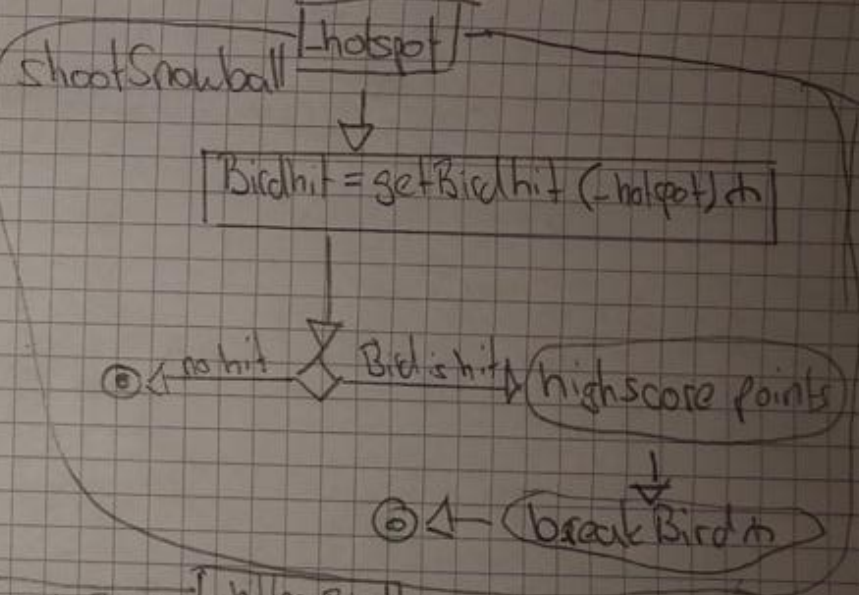 _hotspot
shootSnowball
Birdhit = getBirdhit (_hotspot)
no hit
Bird is hit
highscore points
breakBird